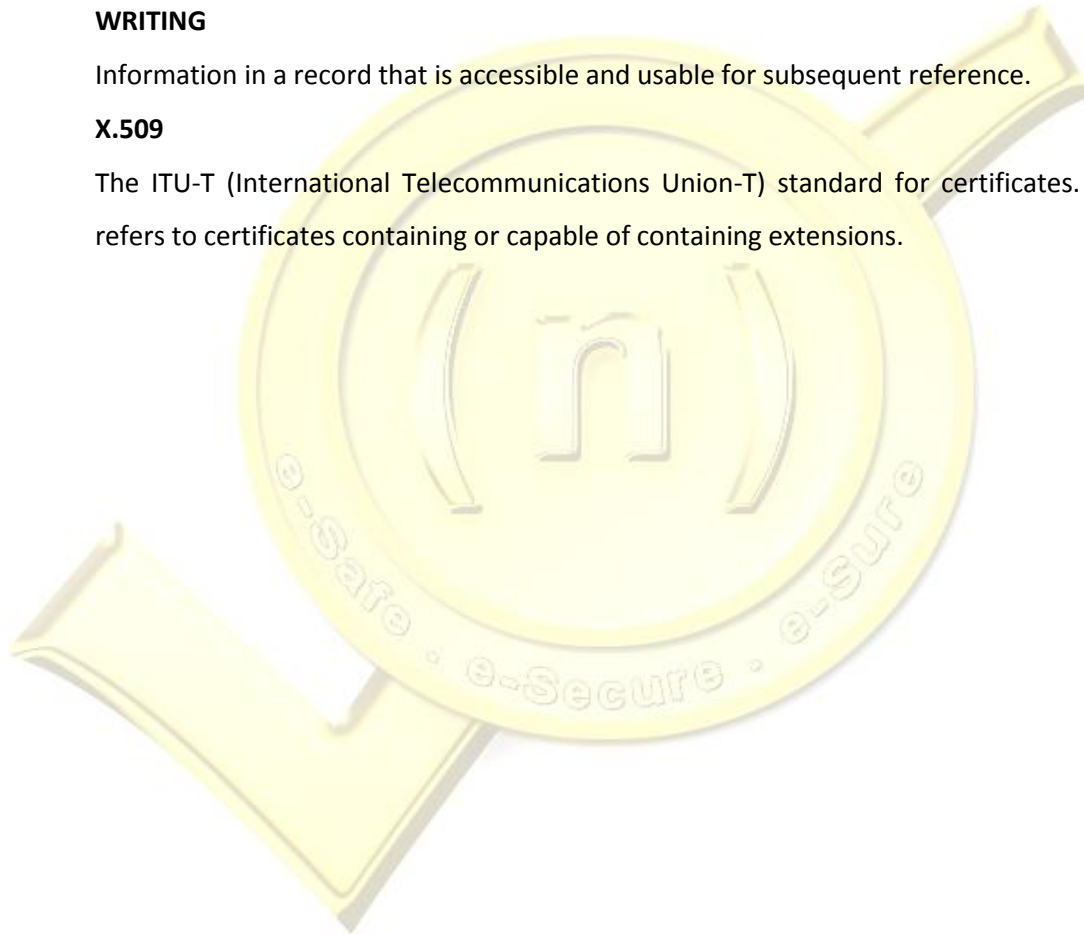 WRITING
Information in a record that is accessible and usable for subsequent reference.
X.509
The ITU-T (International Telecommunications Union-T) standard for certificates.
refers to certificates containing or capable of containing extensions.
(n)
e-Safe · e-Secure · e-Sure